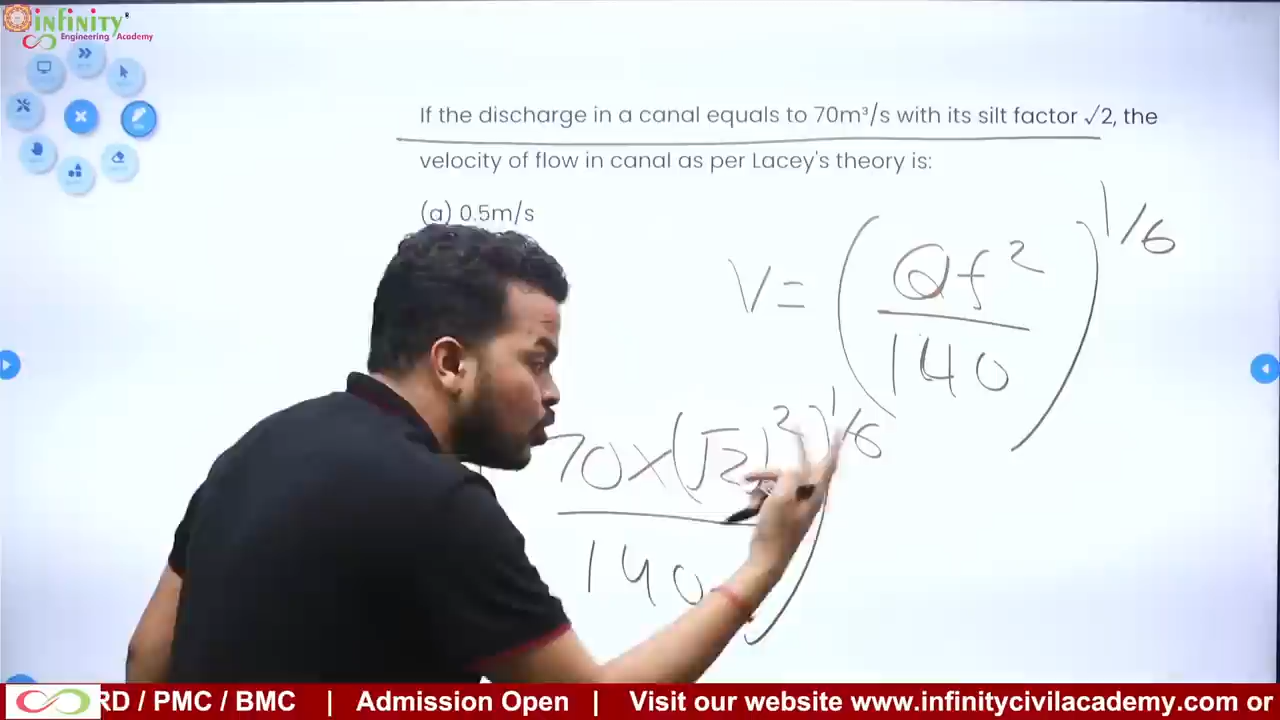 infinity
Engineering Academy
If the discharge in a canal equals to 70m³/s with its silt factor √2, the
velocity of flow in canal as per Lacey's theory is:
(a) 0.5m/s
V = (Qf²/140)^1/6
70×(√2)²)^1/6
140
RD / PMC / BMC | Admission Open | Visit our website www.infinitycivilacademy.com or